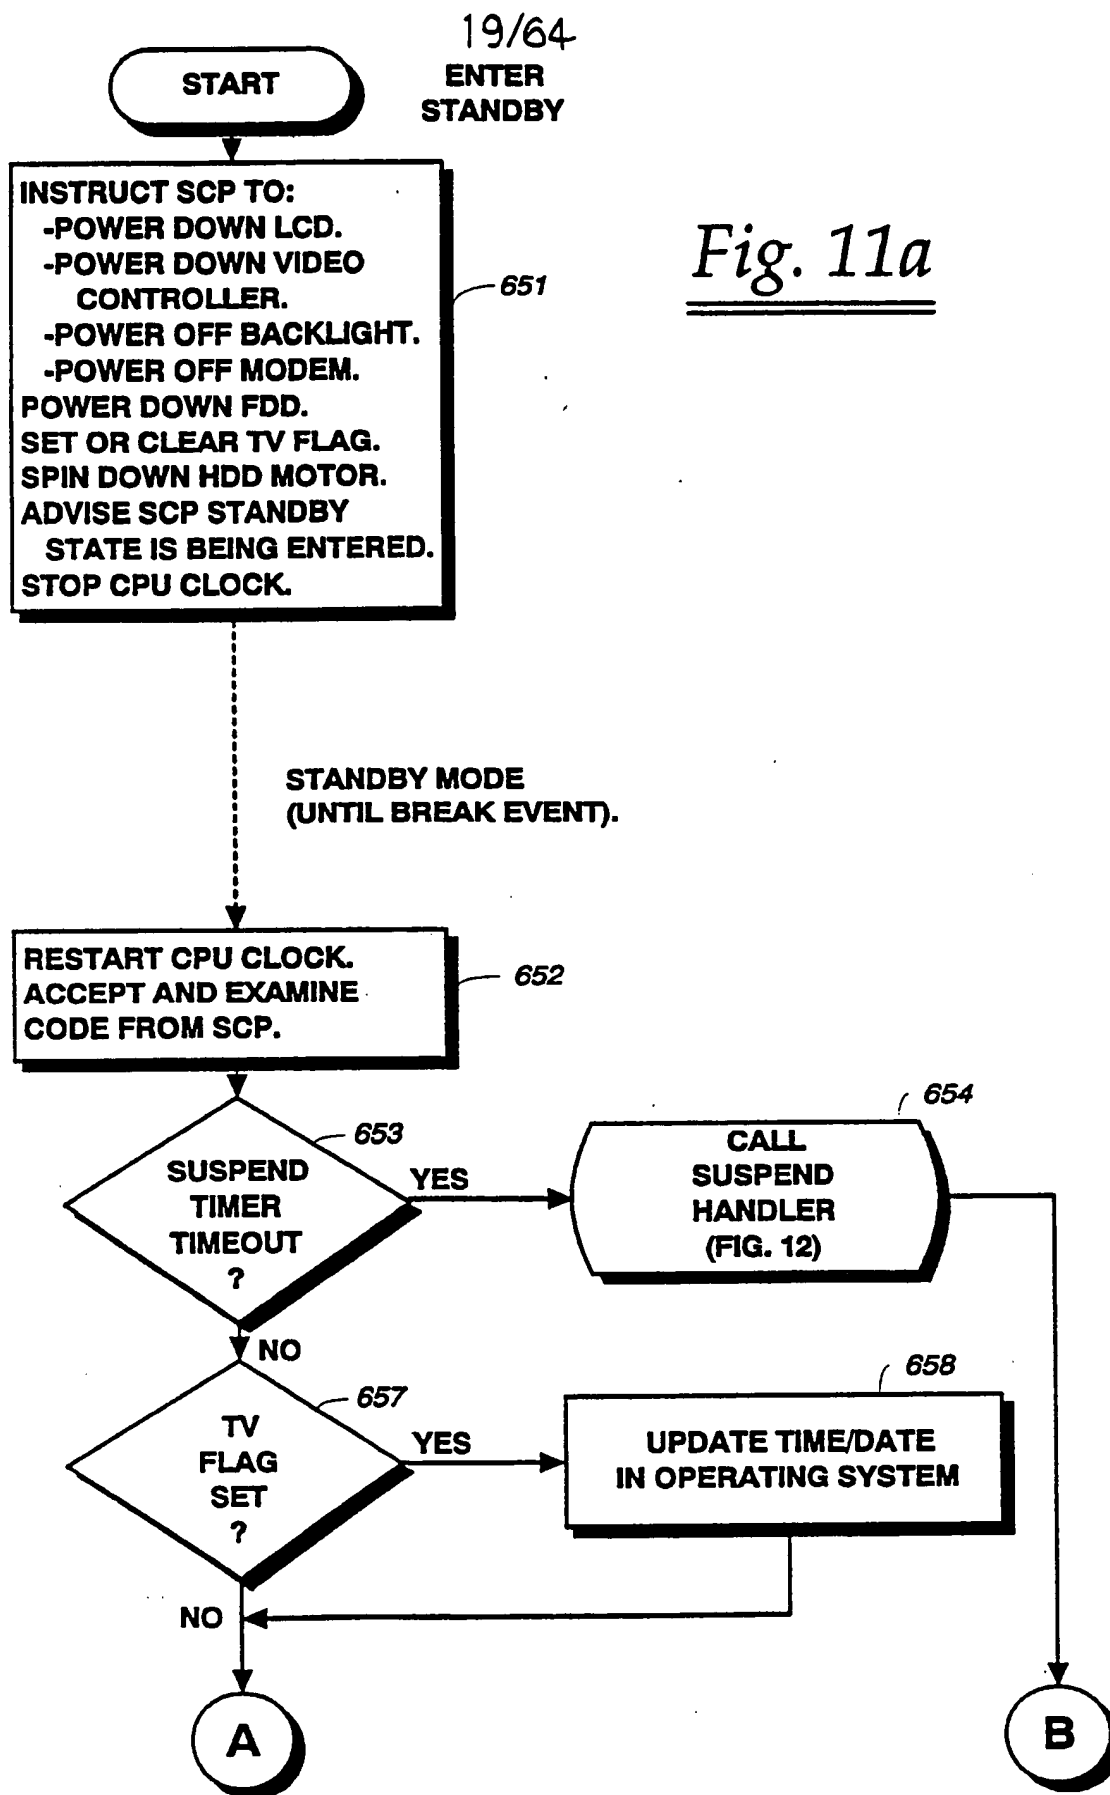 19/64
START
ENTER
STANDBY
INSTRUCT SCP TO:
-POWER DOWN LCD.
-POWER DOWN VIDEO
CONTROLLER.
-POWER OFF BACKLIGHT.
-POWER OFF MODEM.
POWER DOWN FDD.
SET OR CLEAR TV FLAG.
SPIN DOWN HDD MOTOR.
ADVISE SCP STANDBY
STATE IS BEING ENTERED.
STOP CPU CLOCK.
651
Fig. 11a
STANDBY MODE
(UNTIL BREAK EVENT).
RESTART CPU CLOCK.
ACCEPT AND EXAMINE
CODE FROM SCP.
652
SUSPEND
TIMER
TIMEOUT
?
653
YES
CALL
SUSPEND
HANDLER
(FIG. 12)
654
NO
TV
FLAG
SET
?
657
YES
UPDATE TIME/DATE
IN OPERATING SYSTEM
658
NO
A
B